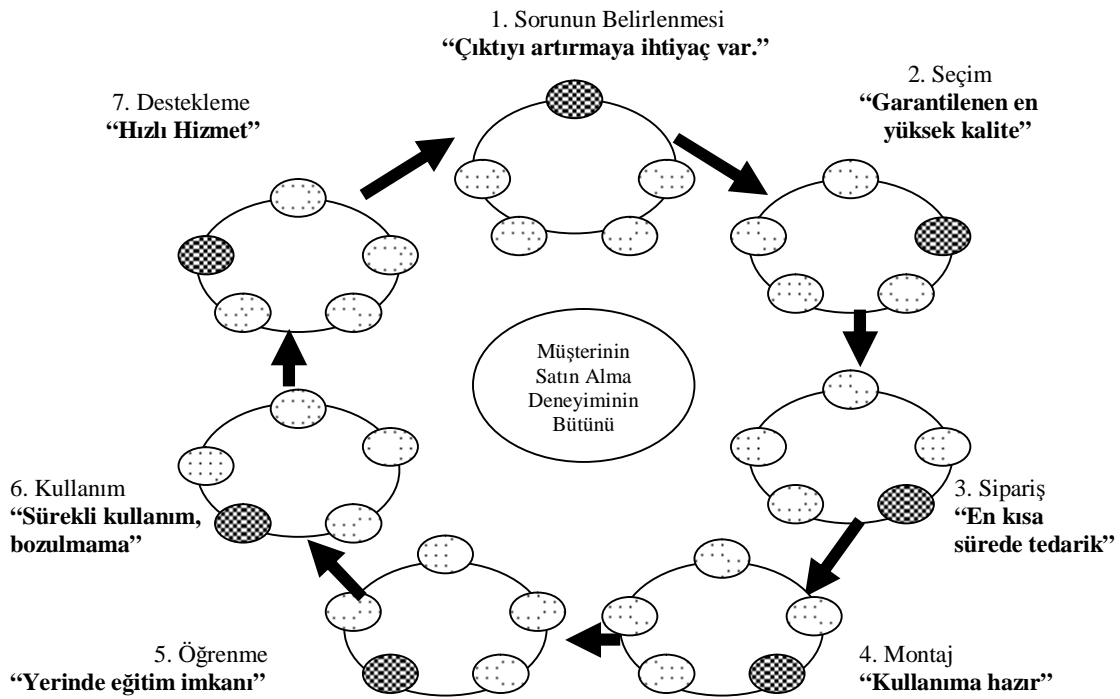 1. Sorunun Belirlenmesi
“Çıktıyı artırmaya ihtiyaç var.”
2. Seçim
“Garantilenen en
yüksek kalite”
7. Destekleme
“Hızlı Hizmet”
Müşterinin
Satın Alma
Deneyiminin
Bütünü
3. Sipariş
“En kısa
sürede tedarik”
6. Kullanım
“Sürekli kullanım,
bozulmama”
5. Öğrenme
“Yerinde eğitim imkanı”
4. Montaj
“Kullanıma hazır”